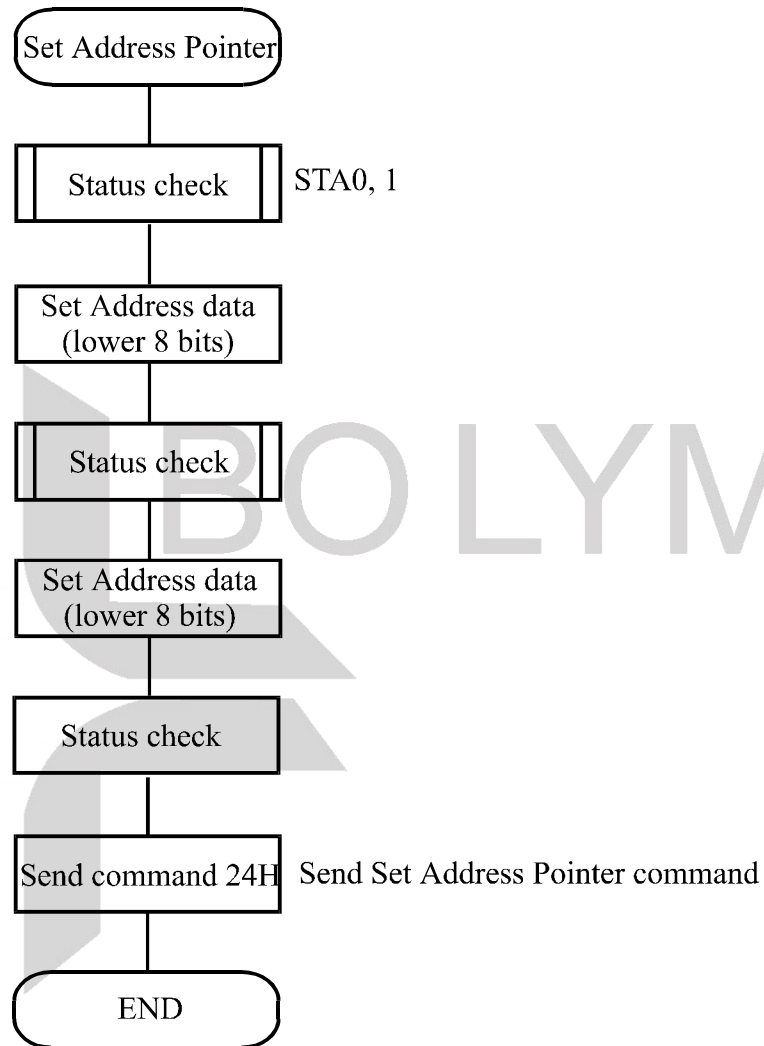 Set Address Pointer
Status check
STA0, 1
Set Address data
(lower 8 bits)
BOLYM
Status check
Set Address data
(lower 8 bits)
Status check
Send command 24H
Send Set Address Pointer command
END